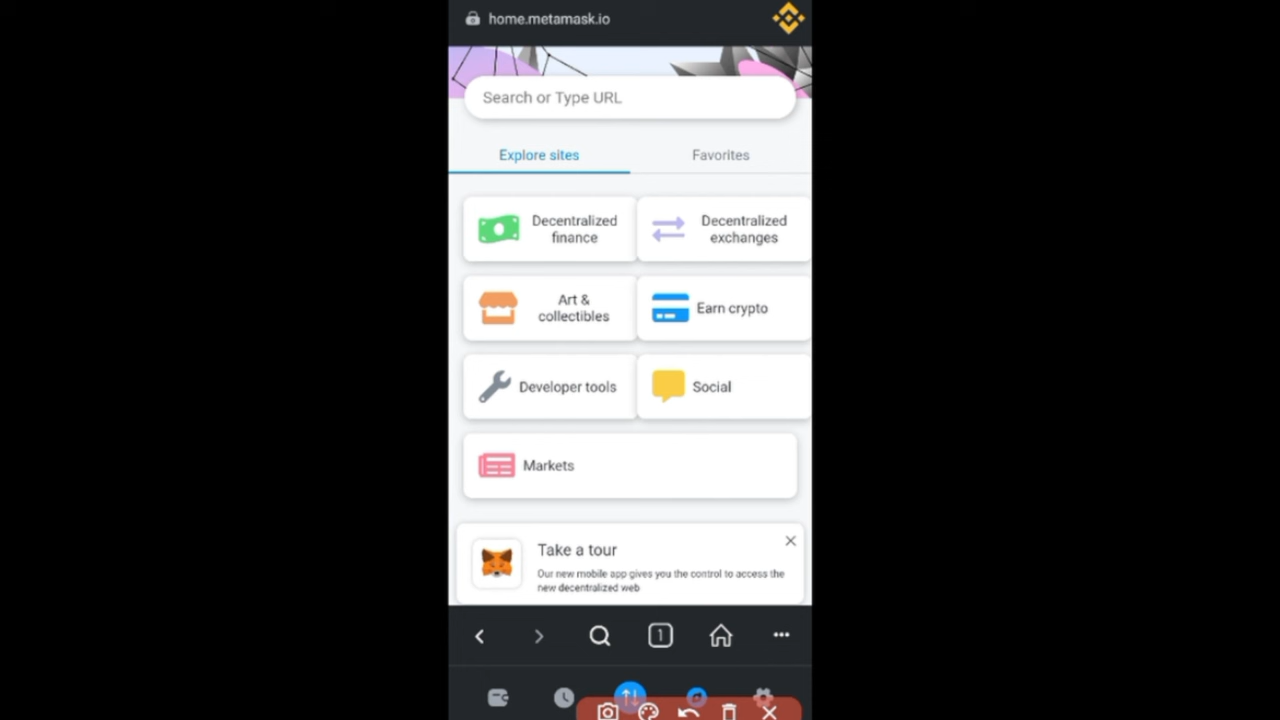 home.metamask.io
Search or Type URL
Explore sites
Favorites
Decentralized
finance
Decentralized
exchanges
Art &
collectibles
Earn crypto
Developer tools
Social
Markets
Take a tour
Our new mobile app gives you the control to access the
new decentralized web
1